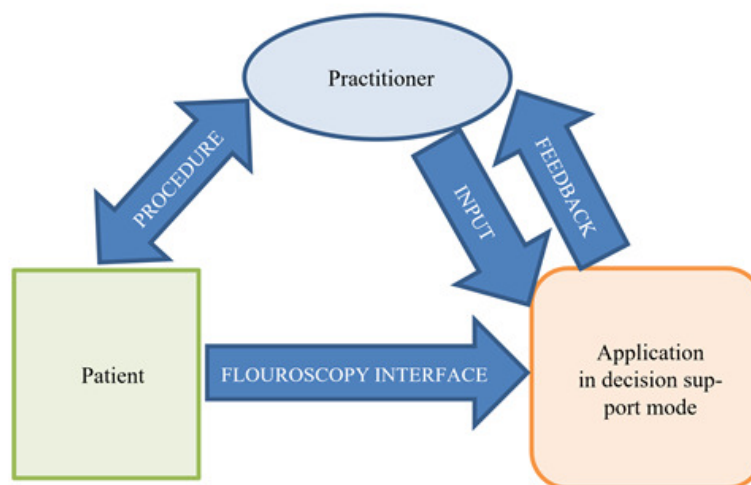 Practitioner
PROCEDURE
INPUT
FEEDBACK
Patient
FLOUROSCOPY INTERFACE
Application
in decision sup-
port mode